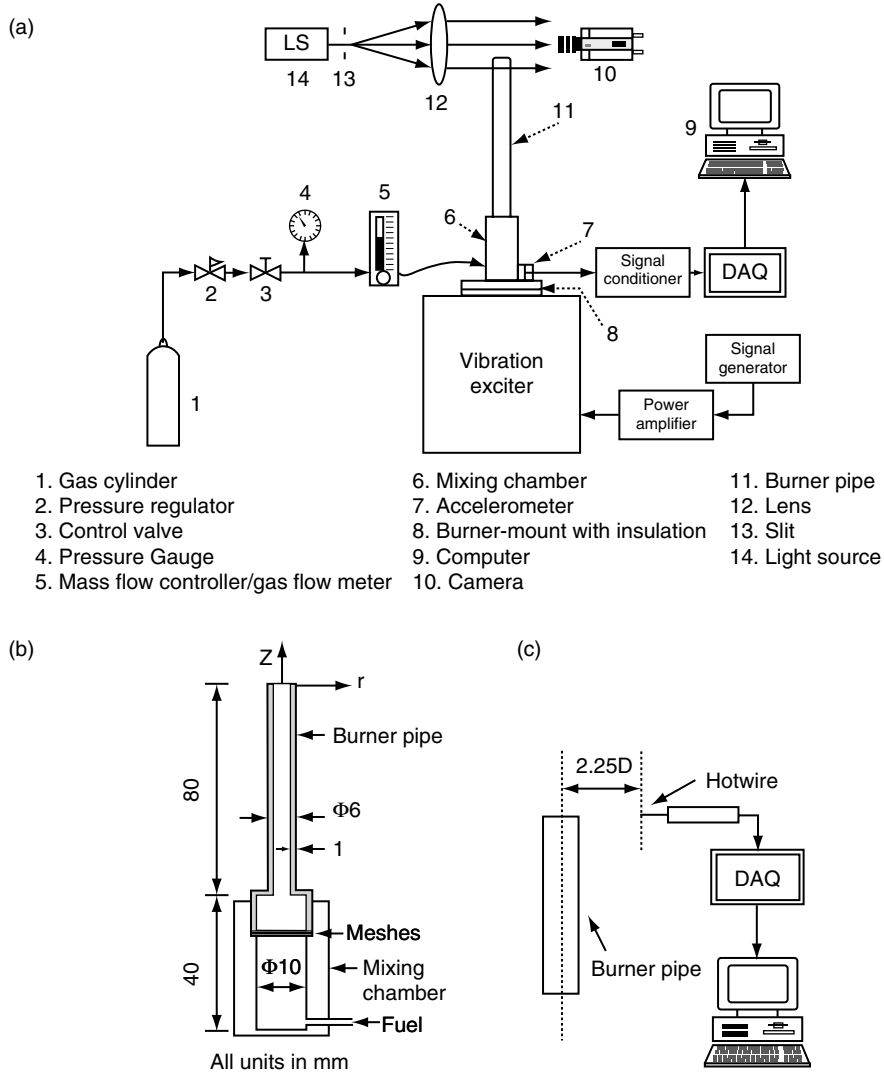 (a)
LS
14
13
12
10
11
9
4
5
6
7
Signal
conditioner
DAQ
2
3
8
1
Vibration
exciter
Signal
generator
Power
amplifier
1. Gas cylinder
2. Pressure regulator
3. Control valve
4. Pressure Gauge
5. Mass flow controller/gas flow meter
6. Mixing chamber
7. Accelerometer
8. Burner-mount with insulation
9. Computer
10. Camera
11. Burner pipe
12. Lens
13. Slit
14. Light source
(b)
Z
r
Burner pipe
80
Φ6
1
Meshes
40
Φ10
Mixing
chamber
Fuel
All units in mm
(c)
2.25D
Hotwire
DAQ
Burner pipe